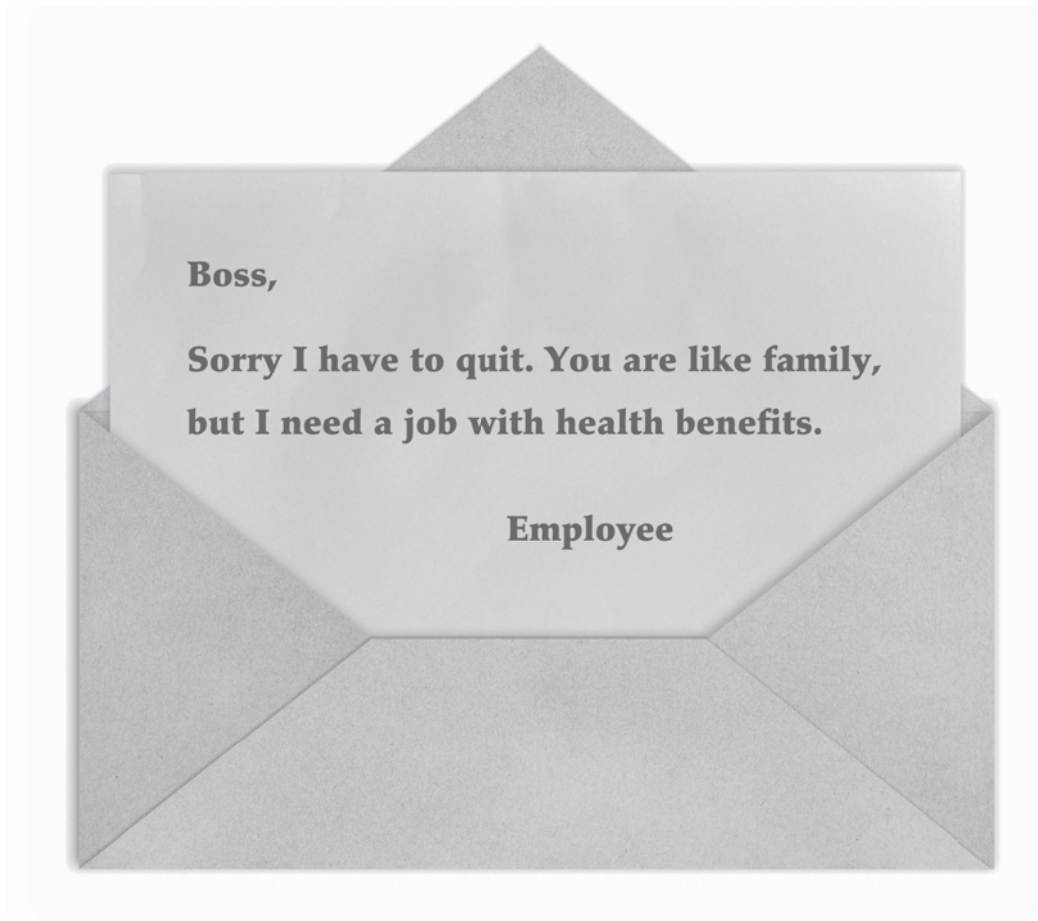 Boss,
Sorry I have to quit. You are like family,
but I need a job with health benefits.
Employee